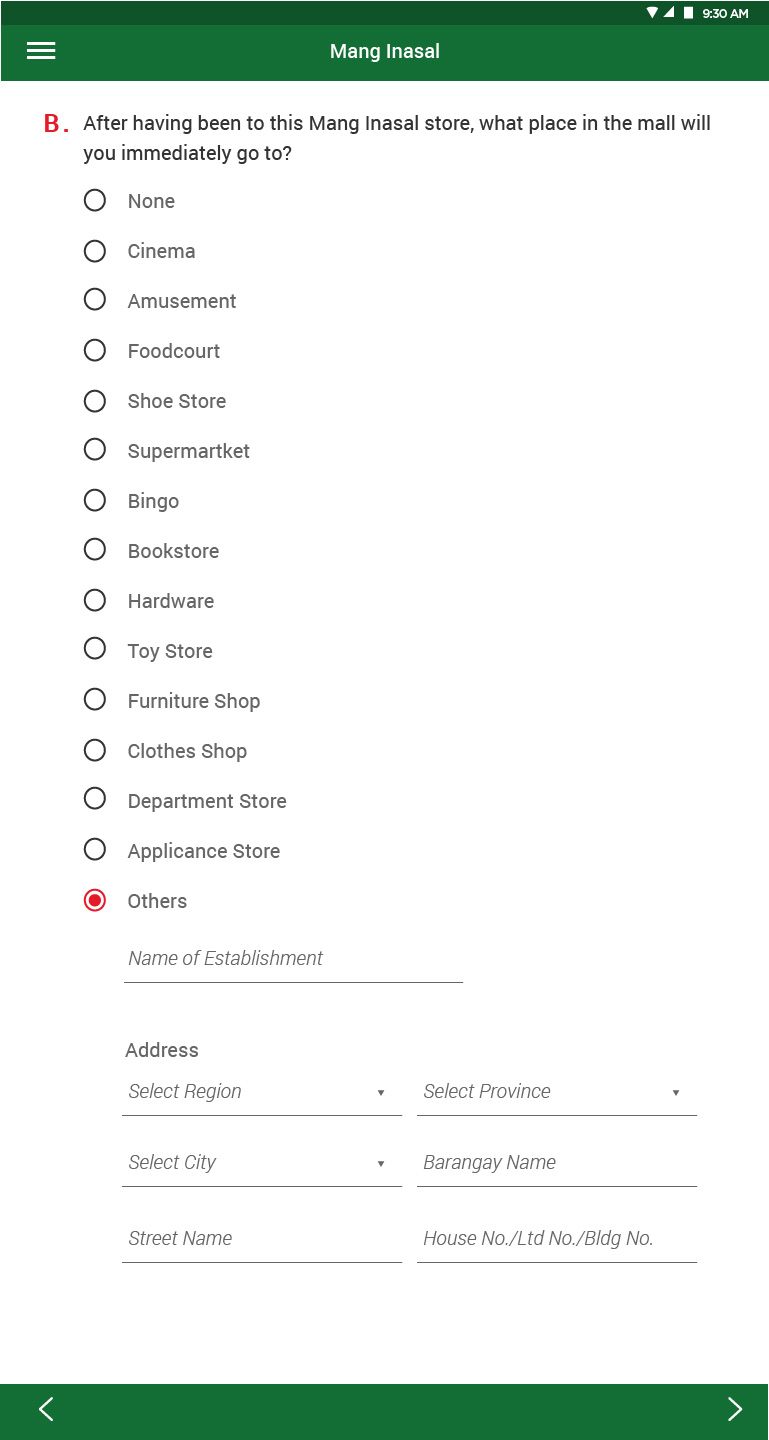 9:30 AM
Mang Inasal
B. After having been to this Mang Inasal store, what place in the mall will
you immediately go to?
None
Cinema
Amusement
Foodcourt
Shoe Store
Supermartket
Bingo
Bookstore
Hardware
Toy Store
Furniture Shop
Clothes Shop
Department Store
Applicance Store
Others
Name of Establishment
Address
Select Region Select Province
Select City Barangay Name
Street Name House No./Ltd No./Bldg No.